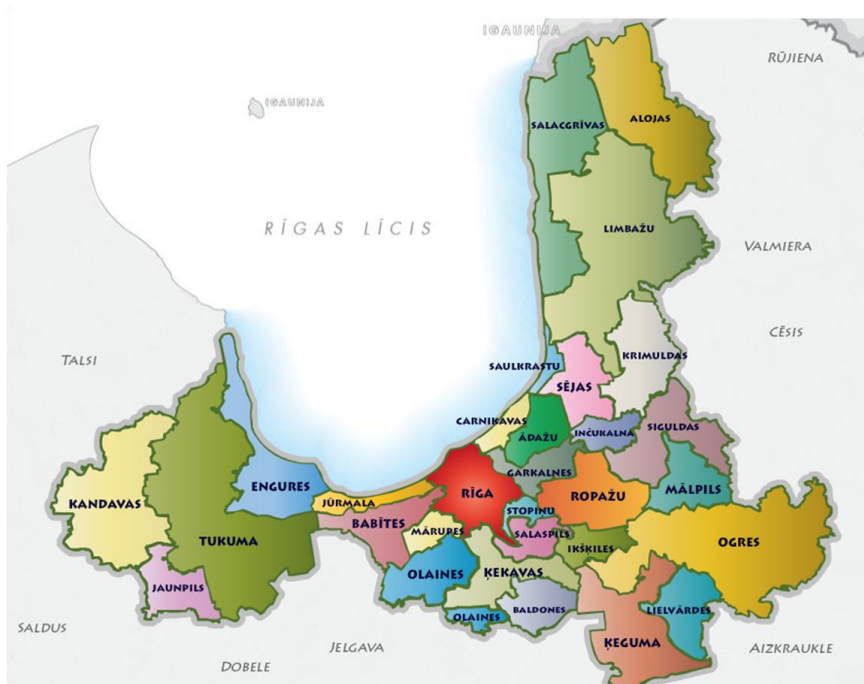 IGAUNIJA
RŪJIENA
IGAUNIJA
SALACGRĪVAS
ALOJAS
RĪGAS LĪCIS
LIMBAŽU
VALMIERA
CĒSIS
TALSI
SAULKRASTU
KRIMULDAS
SĒJAS
CARNIKAVAS
ĀDAŽU
INČUKALNA
SIGULDAS
GARKALNES
ENGURES
RĪGA
ROPAŽU
MĀLPILS
KANDAVAS
JŪRMALA
STOPIŅU
BABĪTES
MĀRUPES
SALASPILS
TUKUMA
IKŠĶILES
OGRES
OLAINES
ĶEKAVAS
JAUNPILS
OLAINES
BALDONES
LIELVĀRDES
SALDUS
JELGAVA
ĶEGUMA
AIZKRAUKLE
DOBELE